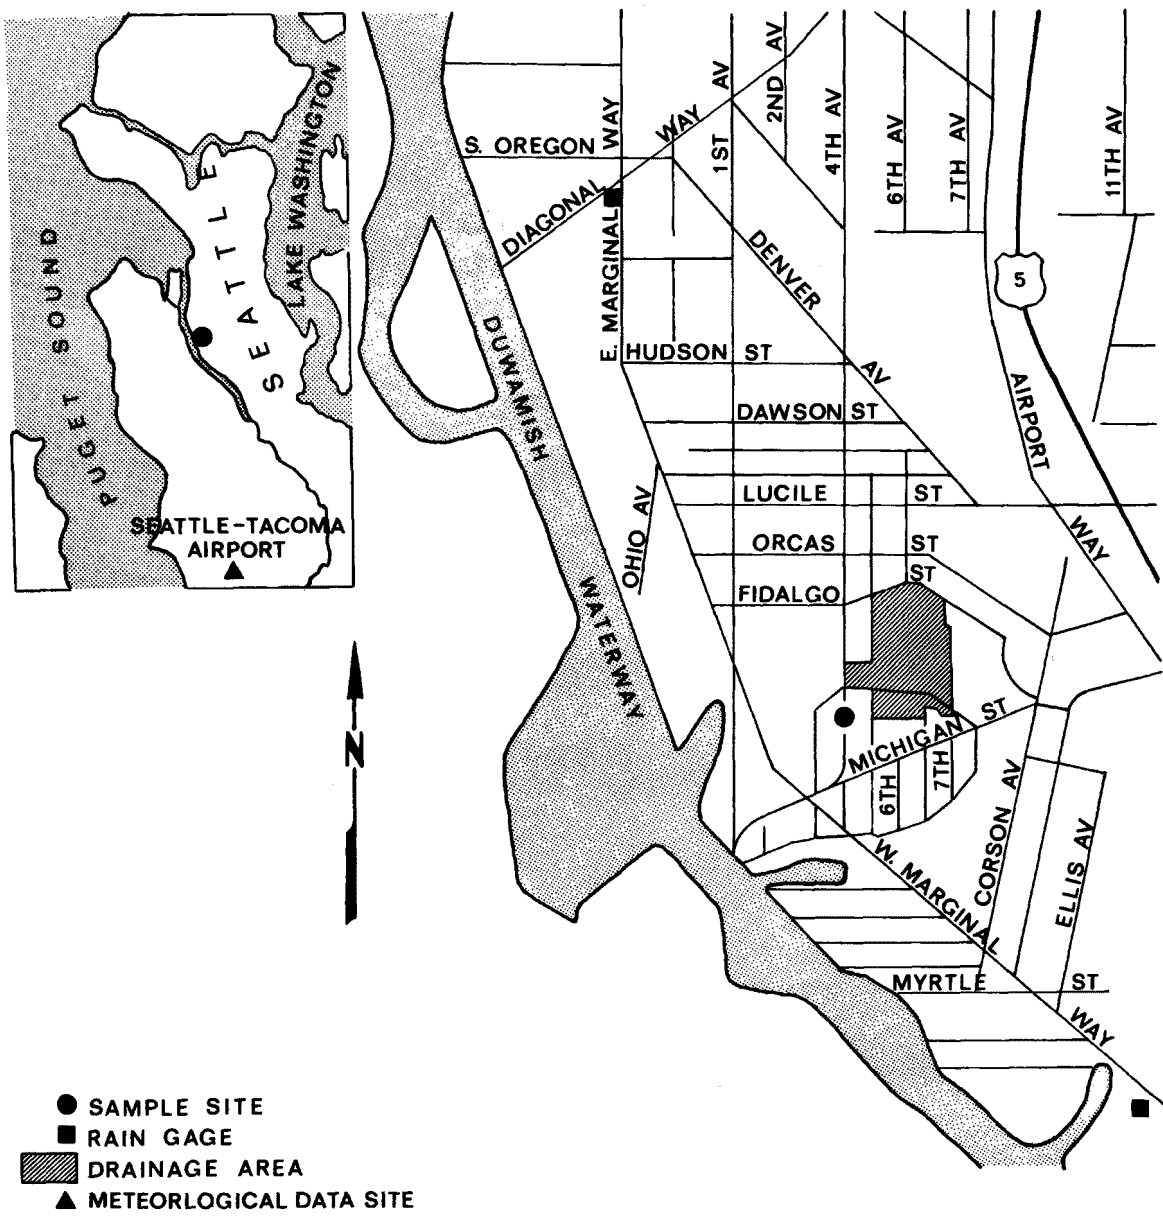 PUGET SOUND
SEATTLE
LAKE WASHINGTON
SEATTLE-TACOMA
AIRPORT
N
S. OREGON
DIAGONAL WAY
E. MARGINAL WAY
1ST AV
2ND AV
4TH AV
6TH AV
7TH AV
11TH AV
5
DENVER AV
AIRPORT WAY
HUDSON ST
DAWSON ST
LUCILE ST
ORCAS ST
FIDALGO ST
OHIO AV
DUWAMISH WATERWAY
MICHIGAN ST
6TH
7TH
CORSON AV
ELLIS AV
W. MARGINAL WAY
MYRTLE ST
SAMPLE SITE
RAIN GAGE
DRAINAGE AREA
METEORLOGICAL DATA SITE